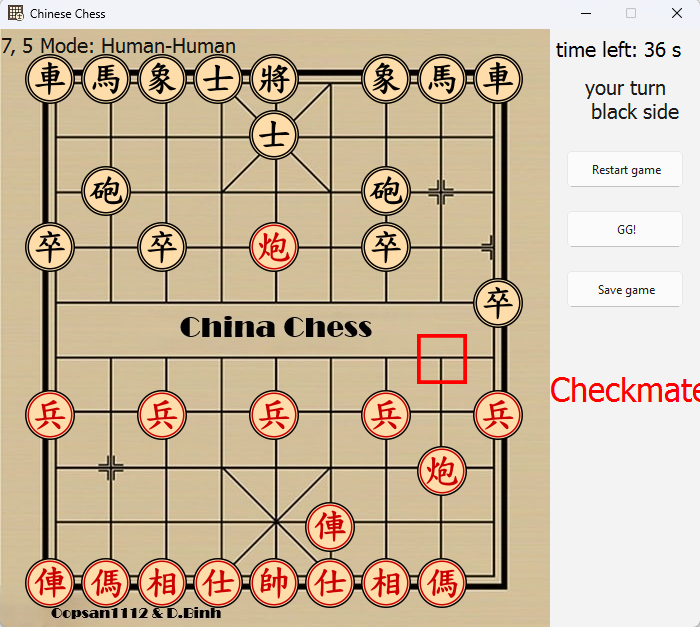 Chinese Chess
7, 5 Mode: Human-Human
time left: 36 s
your turn
black side
車 馬 象 士 將 象 馬 車
士
砲 砲
卒 卒 炮 卒
卒
China Chess
兵 兵 兵 兵 兵
炮
俥
俥 傌 相 仕 帥 仕 相 傌
Oopsan1112 & D.Binh
Restart game
GG!
Save game
Checkmate